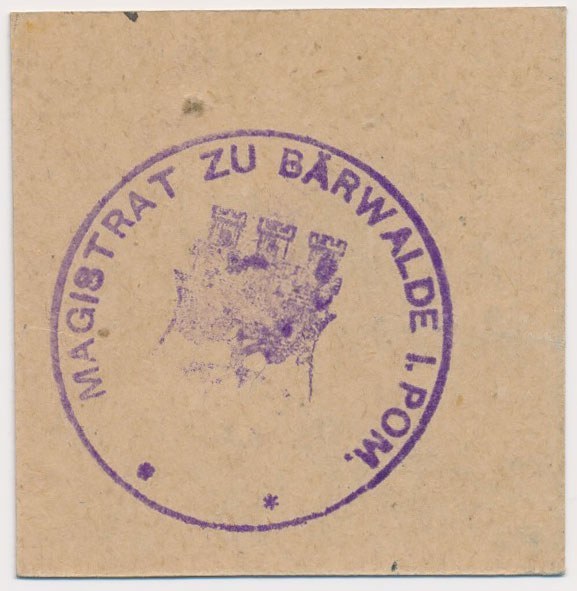 MAGISTRAT ZU BÄRWALDE I. POM.